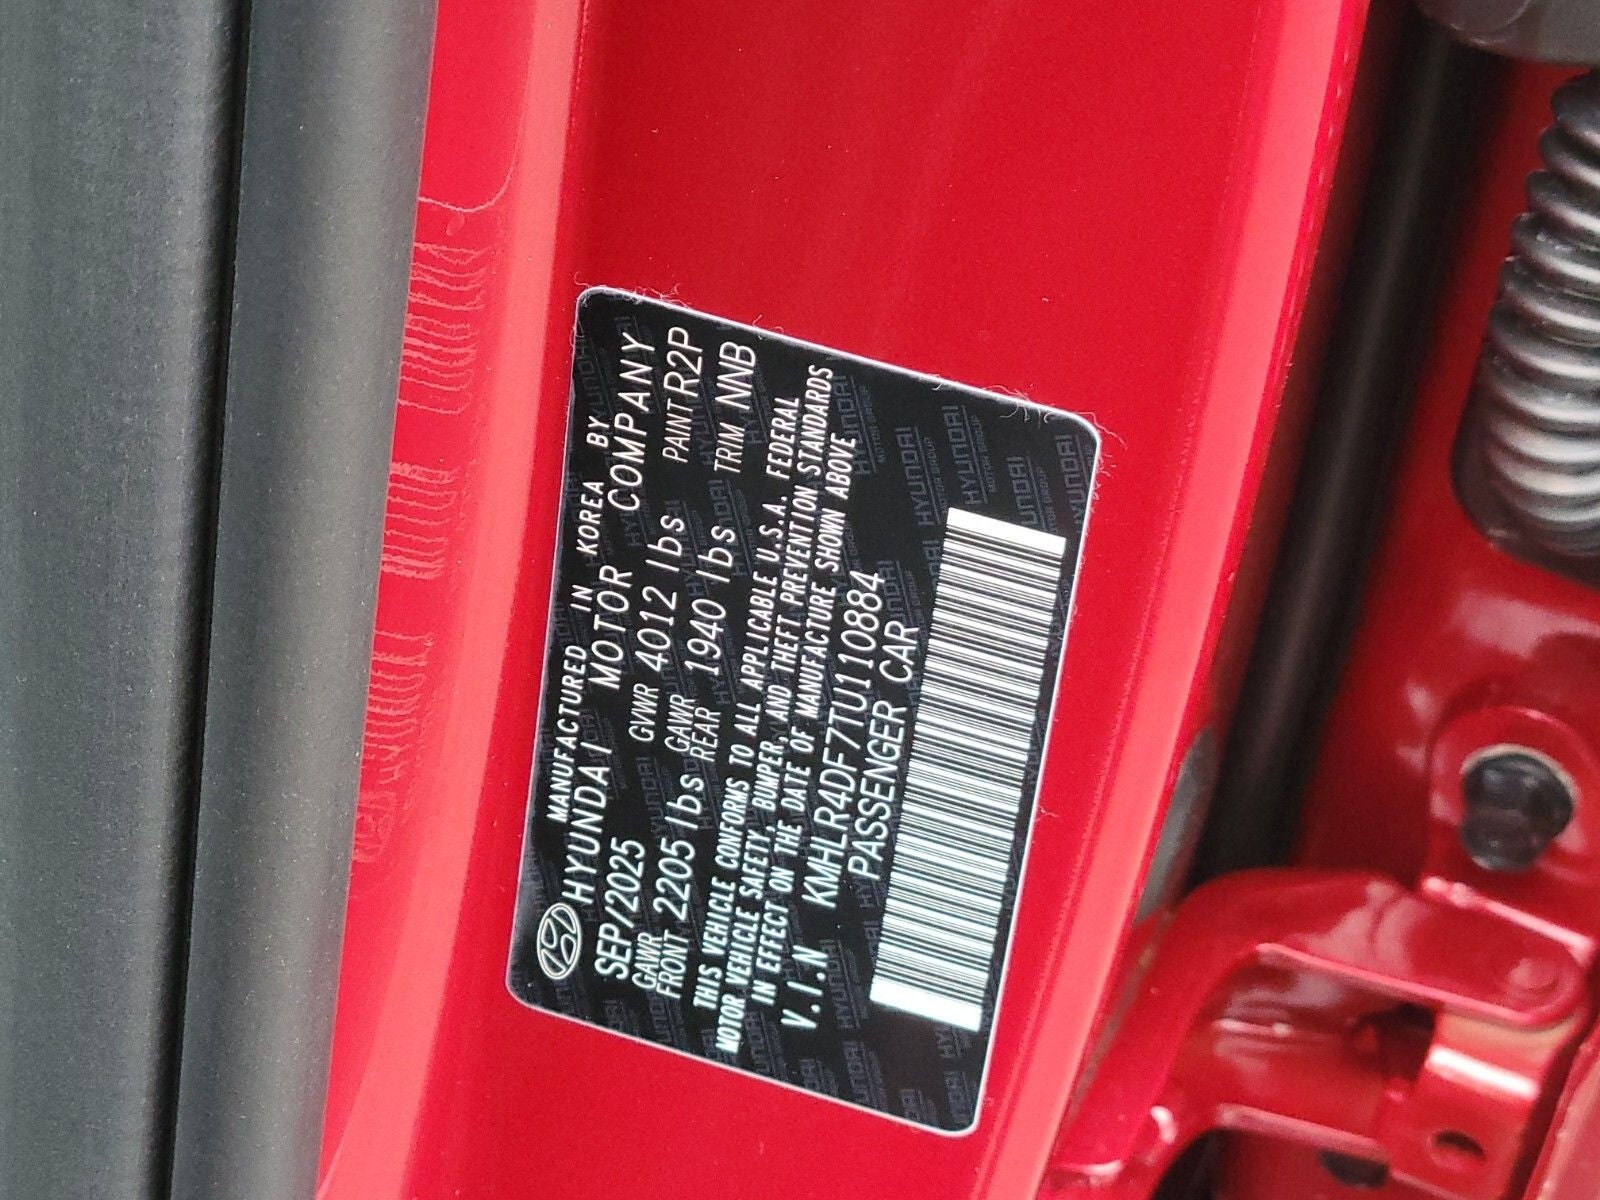 MANUFACTURED IN KOREA BY
HYUNDAI MOTOR COMPANY
SEP/2025 GVWR 4012 lbs PAINT R2P
GAWR FRONT 2205 lbs GAWR REAR 1940 lbs TRIM NNB
THIS VEHICLE CONFORMS TO ALL APPLICABLE U.S.A. FEDERAL
MOTOR VEHICLE SAFETY, BUMPER, AND THEFT PREVENTION STANDARDS
IN EFFECT ON THE DATE OF MANUFACTURE SHOWN ABOVE
V.I.N KMHLR4DF7TU110884
PASSENGER CAR